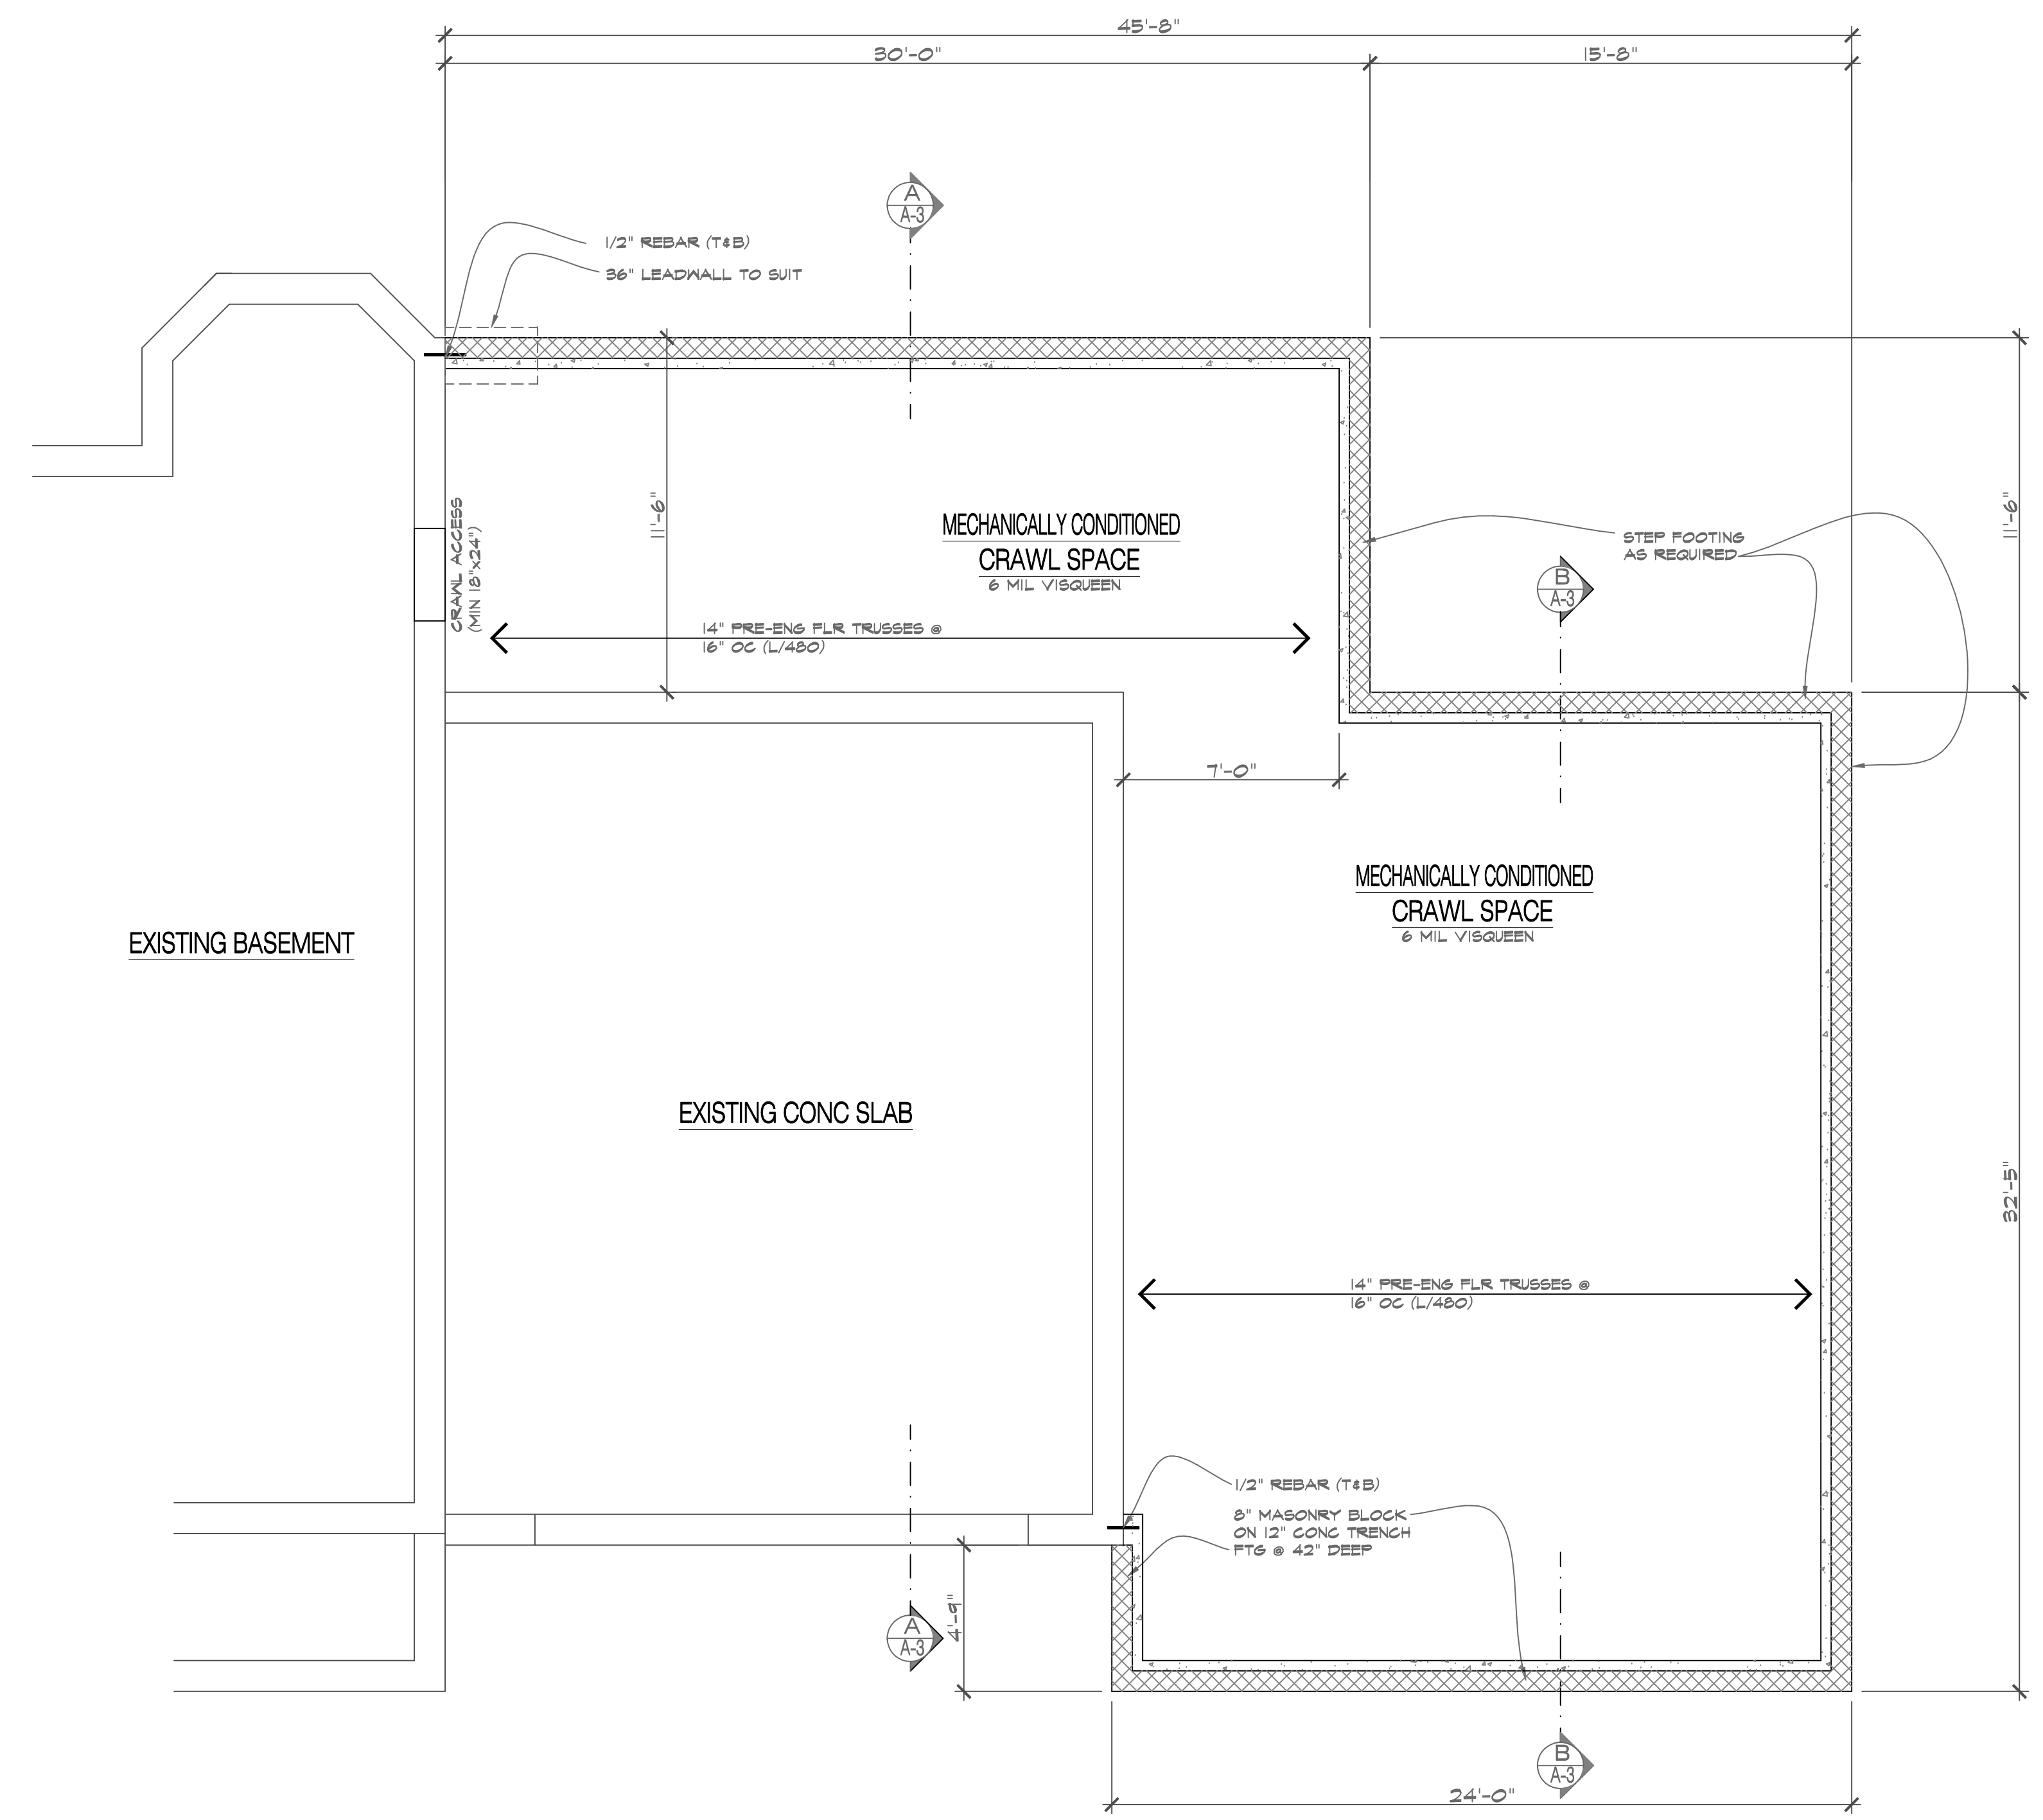 45'-8"
30'-0"
15'-8"
A
A-3
1/2" REBAR (T&B)
36" LEADWALL TO SUIT
CRAWL ACCESS
(MIN 18"x24")
11'-6"
MECHANICALLY CONDITIONED
CRAWL SPACE
6 MIL VISQUEEN
14" PRE-ENG FLR TRUSSES @
16" OC (L/480)
STEP FOOTING
AS REQUIRED
B
A-3
11'-6"
7'-0"
MECHANICALLY CONDITIONED
CRAWL SPACE
6 MIL VISQUEEN
EXISTING BASEMENT
EXISTING CONC SLAB
32'-5"
14" PRE-ENG FLR TRUSSES @
16" OC (L/480)
1/2" REBAR (T&B)
8" MASONRY BLOCK
ON 12" CONC TRENCH
FTG @ 42" DEEP
4'-9"
A
A-3
B
A-3
24'-0"